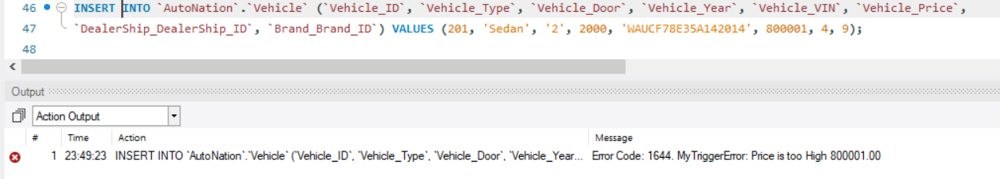 46 INSERT INTO `AutoNation`.`Vehicle` (`Vehicle_ID`, `Vehicle_Type`, `Vehicle_Door`, `Vehicle_Year`, `Vehicle_VIN`, `Vehicle_Price`,
47 `DealerShip_DealerShip_ID`, `Brand_Brand_ID`) VALUES (201, 'Sedan', '2', 2000, 'WAUCF78E35A142014', 800001, 4, 9);
48
Output
Action Output
# Time Action Message
1 23:49:23 INSERT INTO `AutoNation`.`Vehicle` (`Vehicle_ID`, `Vehicle_Type`, `Vehicle_Door`, `Vehicle_Year... Error Code: 1644. MyTriggerError: Price is too High 800001.00